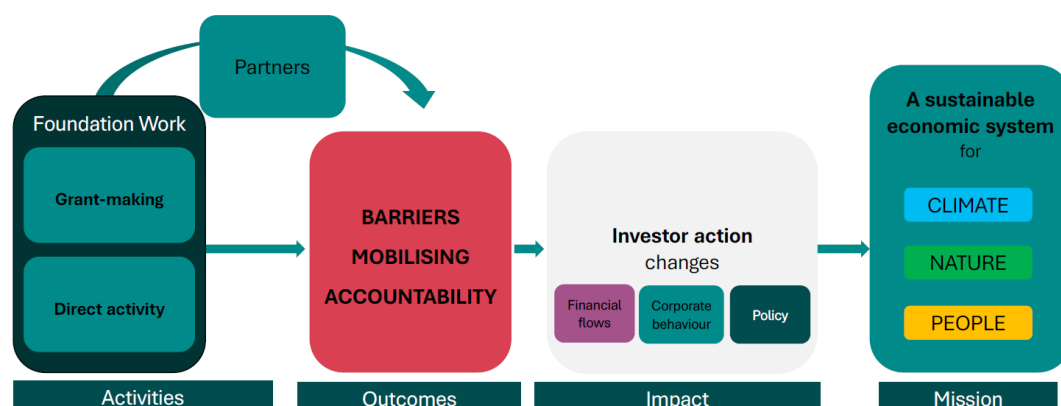 Partners
Foundation Work
Grant-making
Direct activity
BARRIERS
MOBILISING
ACCOUNTABILITY
Investor action
changes
Financial
flows
Corporate
behaviour
Policy
A sustainable
economic system
for
CLIMATE
NATURE
PEOPLE
Activities
Outcomes
Impact
Mission